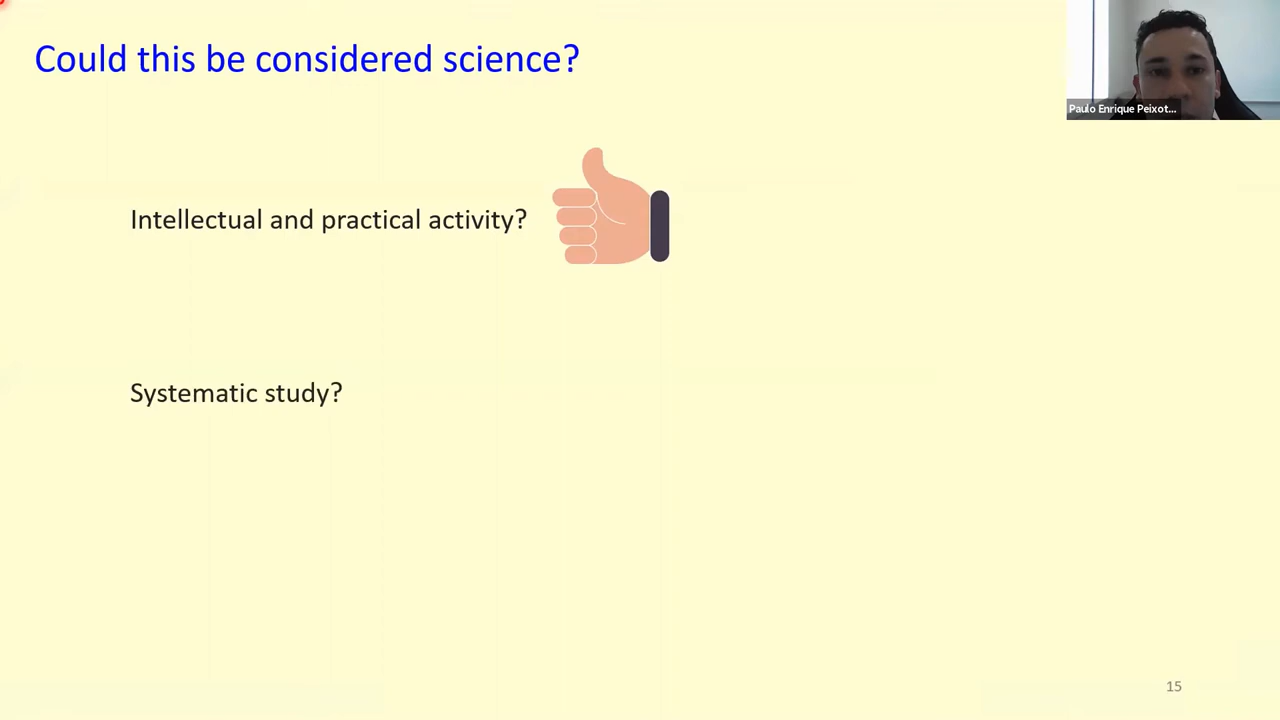 Could this be considered science?
Paulo Enrique Peixot...
Intellectual and practical activity?
Systematic study?
15